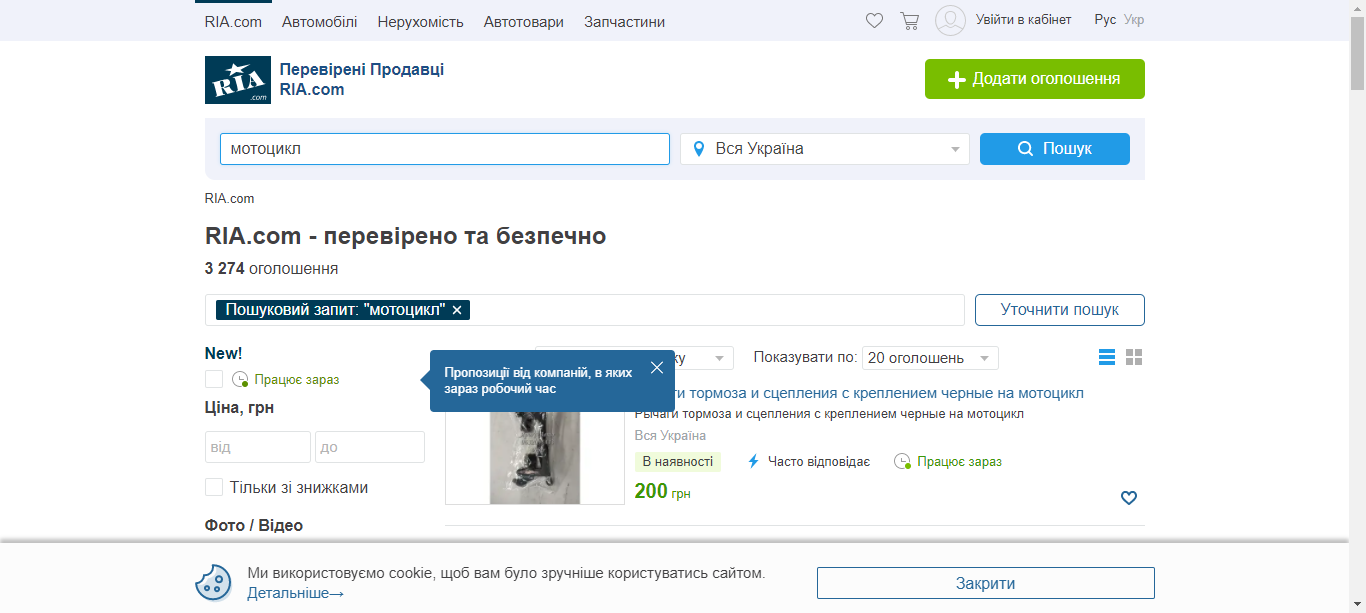 RIA.com Автомобілі Нерухомість Автотовари Запчастини Увійти в кабінет Рус Укр
RIA .com
Перевірені Продавці
RIA.com
Додати оголошення
мотоцикл Вся Україна Пошук
RIA.com
RIA.com - перевірено та безпечно
3 274 оголошення
Пошуковий запит: "мотоцикл" × Уточнити пошук
New!
Працює зараз
Ціна, грн
від до
Тільки зі знижками
Фото / Відео
Пропозиції від компаній, в яких
зараз робочий час
Показувати по: 20 оголошень
тормоза и сцепления с креплением черные на мотоцикл
Рычаги тормоза и сцепления с креплением черные на мотоцикл
Вся Україна
В наявності Часто відповідає Працює зараз
200 грн
Ми використовуємо cookie, щоб вам було зручніше користуватись сайтом.
Детальніше→
Закрити